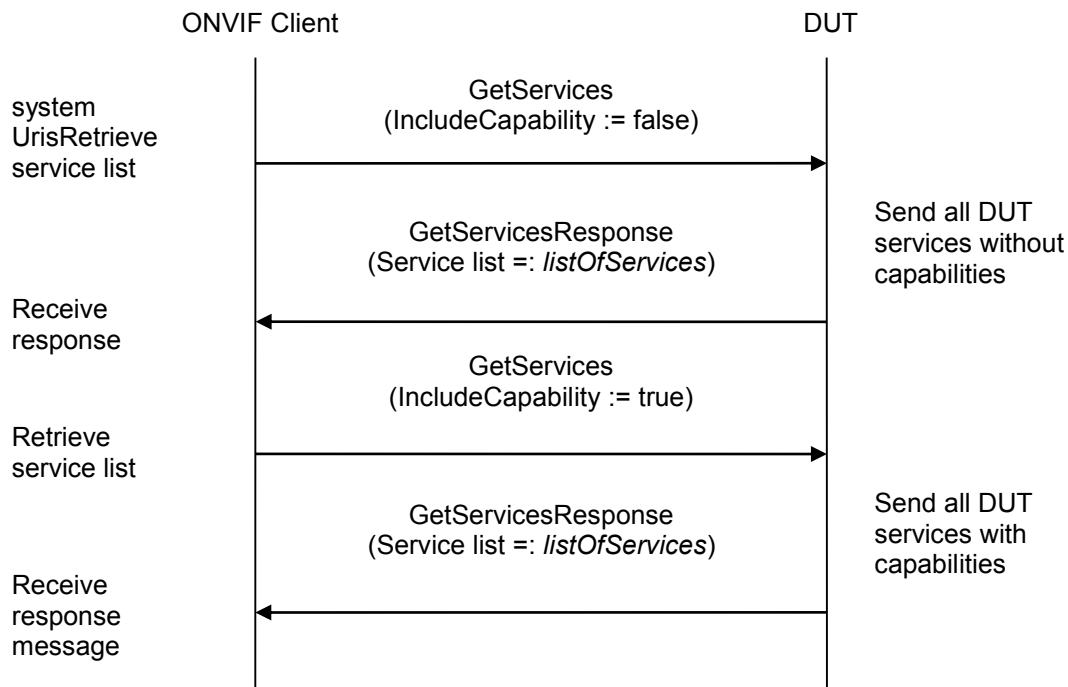 ONVIF Client
DUT
GetServices
(IncludeCapability := false)
system
UrisRetrieve
service list
Send all DUT
services without
capabilities
GetServicesResponse
(Service list =: listOfServices)
Receive
response
GetServices
(IncludeCapability := true)
Retrieve
service list
Send all DUT
services with
capabilities
GetServicesResponse
(Service list =: listOfServices)
Receive
response
message